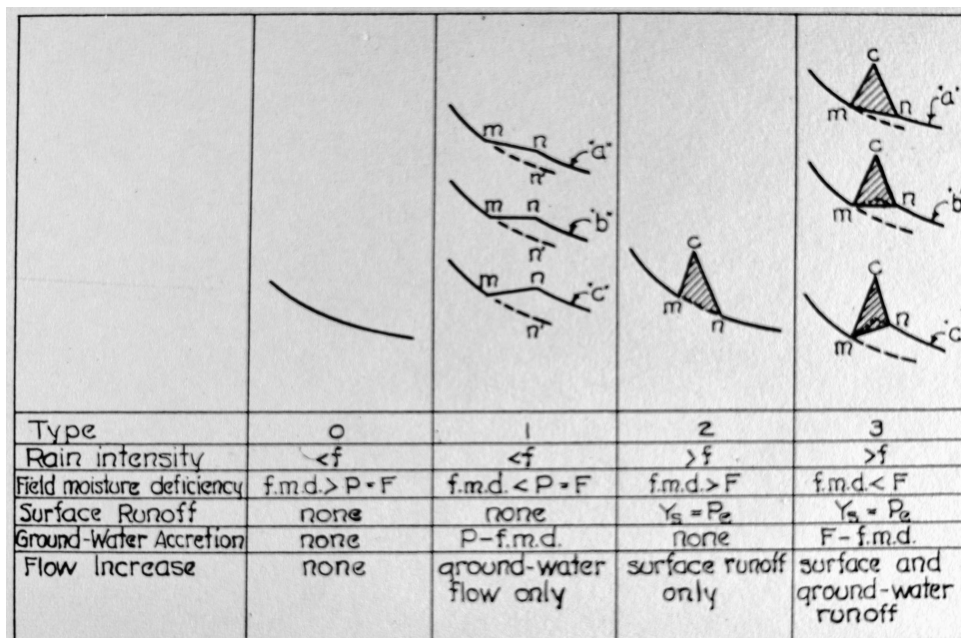 m n "a"
n'
m n "b"
n'
m n "c"
n'
c
m n
c
m n "a"
c
m n "b"
c
m n "c"
Type 0 1 2 3
Rain intensity <f <f >f >f
Field moisture deficiency f.m.d. > P = F f.m.d. < P = F f.m.d. > F f.m.d. < F
Surface Runoff none none Ys = Pe Ys = Pe
Ground-Water Accretion none P-f.m.d. none F-f.m.d.
Flow Increase none ground-water surface runoff surface and
flow only only ground-water
runoff